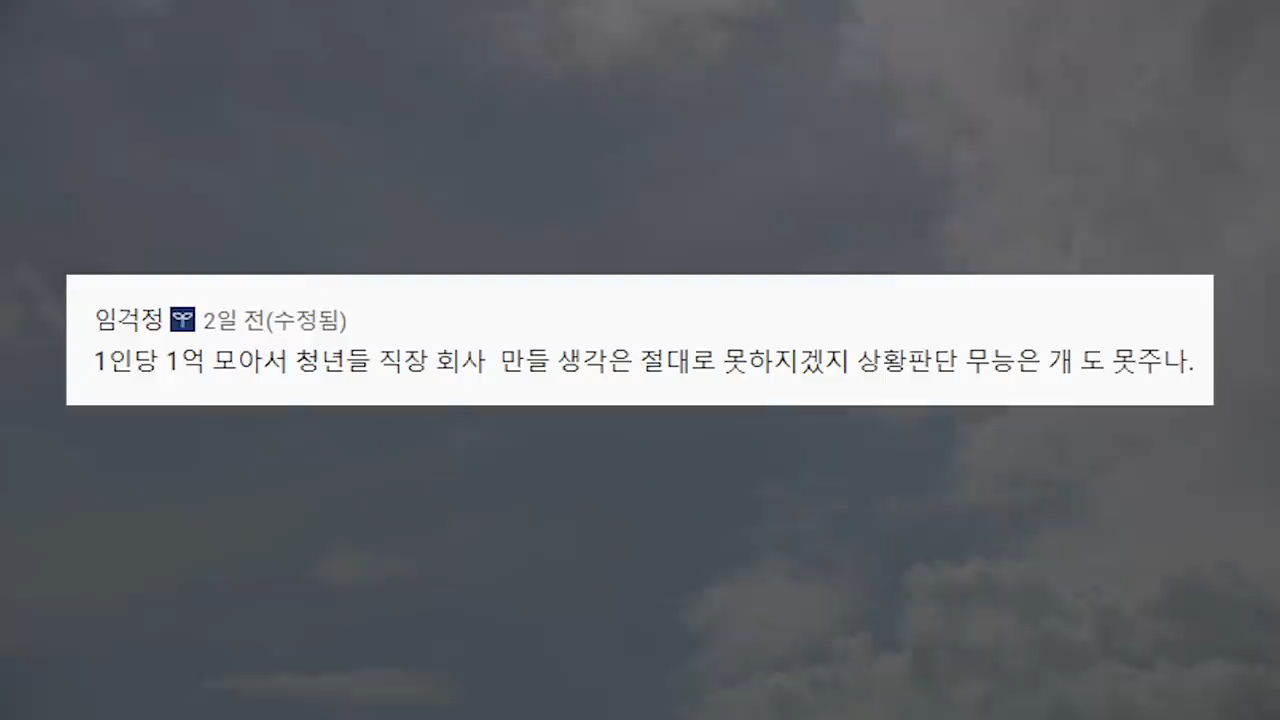 임걱정 2일 전(수정됨)
1인당 1억 모아서 청년들 직장 회사  만들 생각은 절대로 못하지겠지 상황판단 무능은 개 도 못주나.